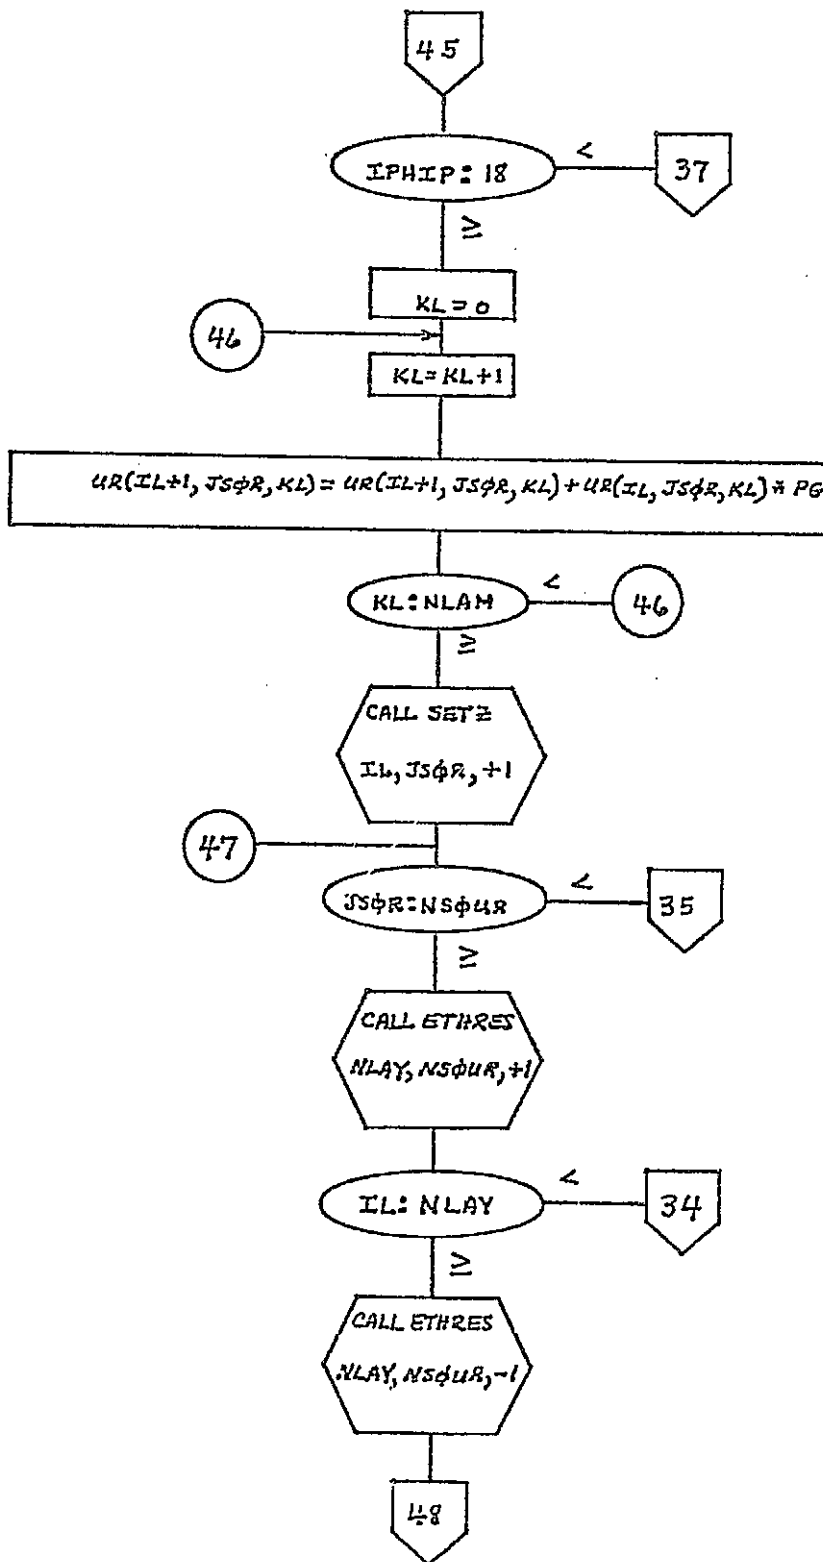 45
IPHIP : 18
<
37
≥
KL = 0
46
KL = KL + 1
UR(IL+1, JSφR, KL) = UR(IL+1, JSφR, KL) + UR(IL, JSφR, KL) * PG
KL : NLAM
<
46
≥
CALL SETZ
IL, JSφR, +1
47
JSφR : NSφUR
<
35
≥
CALL ETHRES
NLAY, NSφUR, +1
IL : NLAY
<
34
≥
CALL ETHRES
NLAY, NSφUR, -1
48